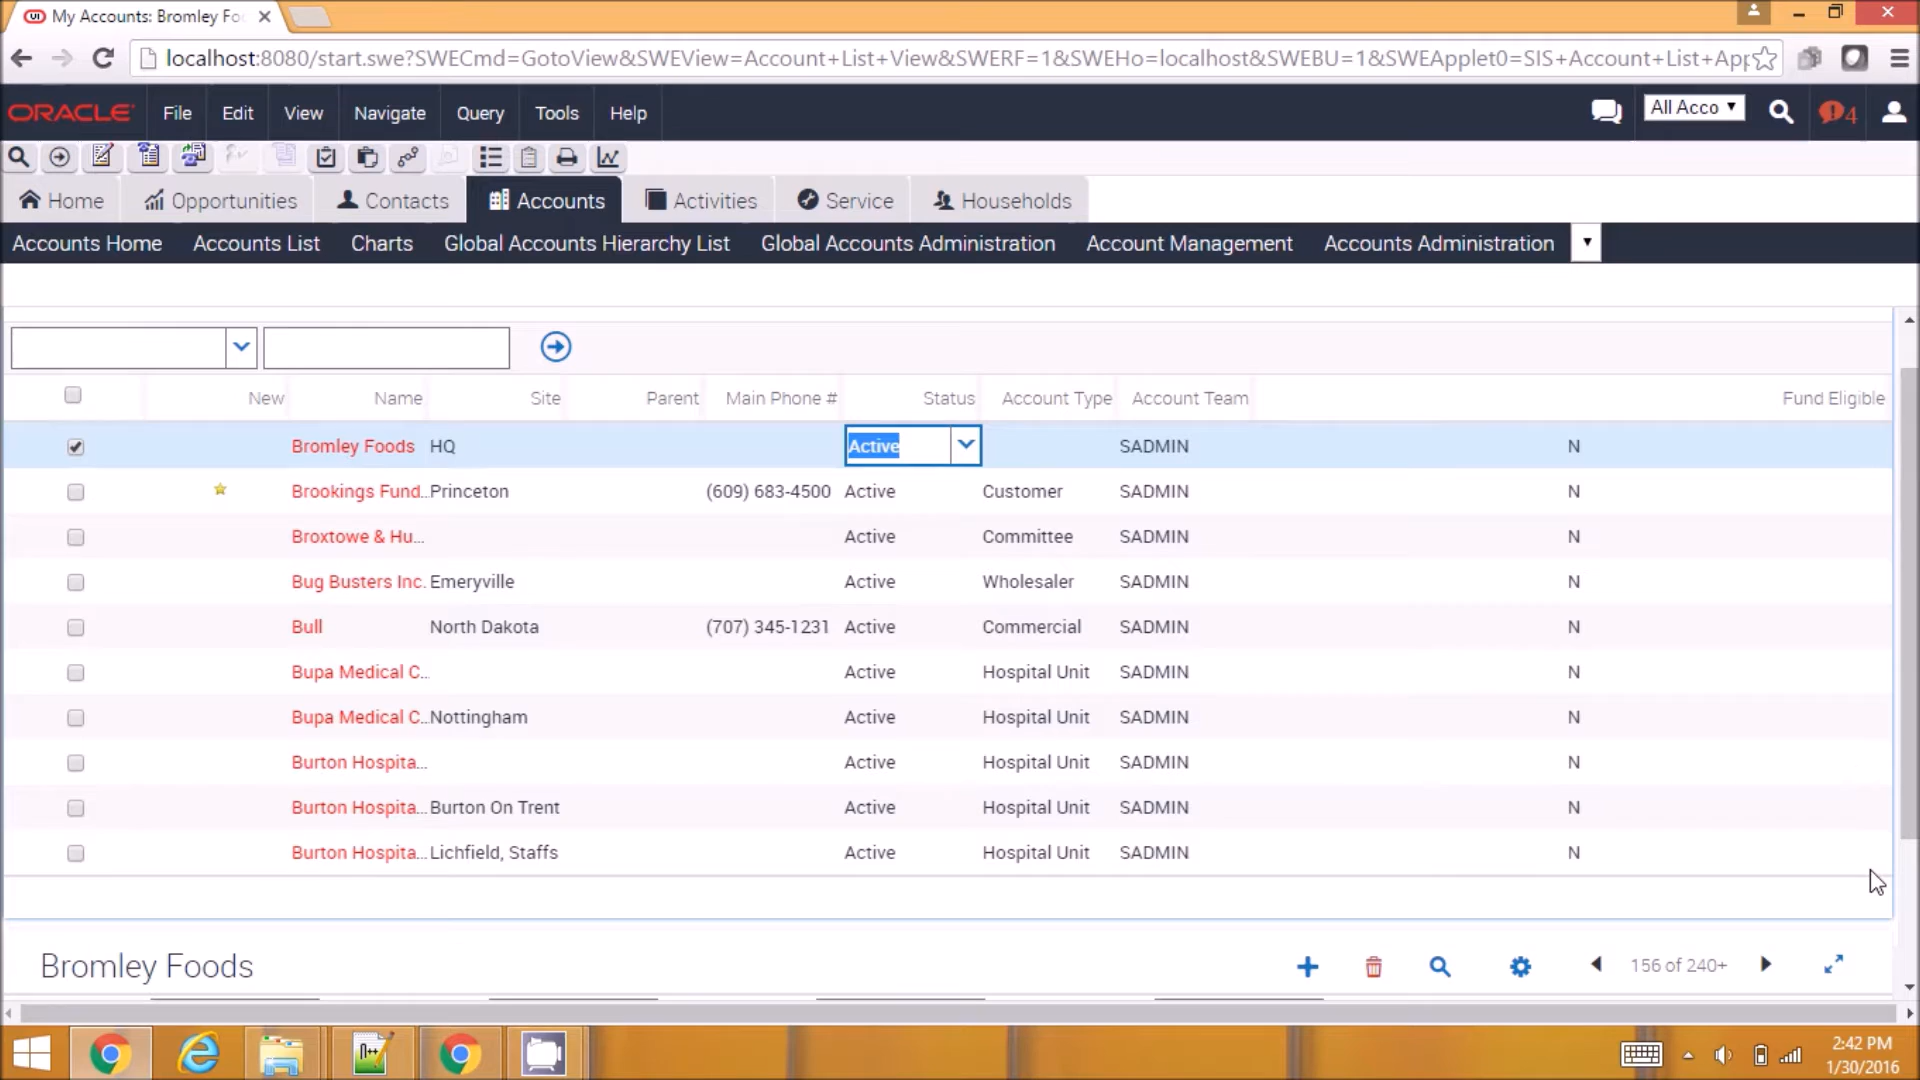 My Accounts: Bromley Fo
localhost:8080/start.swe?SWECmd=GotoView&SWEView=Account+List+View&SWERF=1&SWEHo=localhost&SWEBU=1&SWEApplet0=SIS+Account+List+App
ORACLE File Edit View Navigate Query Tools Help All Acco 4
Home Opportunities Contacts Accounts Activities Service Households
Accounts Home Accounts List Charts Global Accounts Hierarchy List Global Accounts Administration Account Management Accounts Administration
New Name Site Parent Main Phone # Status Account Type Account Team Fund Eligible
Bromley Foods HQ Active SADMIN N
Brookings Fund... Princeton (609) 683-4500 Active Customer SADMIN N
Broxtowe & Hu... Active Committee SADMIN N
Bug Busters Inc. Emeryville Active Wholesaler SADMIN N
Bull North Dakota (707) 345-1231 Active Commercial SADMIN N
Bupa Medical C... Active Hospital Unit SADMIN N
Bupa Medical C... Nottingham Active Hospital Unit SADMIN N
Burton Hospita... Active Hospital Unit SADMIN N
Burton Hospita... Burton On Trent Active Hospital Unit SADMIN N
Burton Hospita... Lichfield, Staffs Active Hospital Unit SADMIN N
Bromley Foods 156 of 240+
2:42 PM
1/30/2016